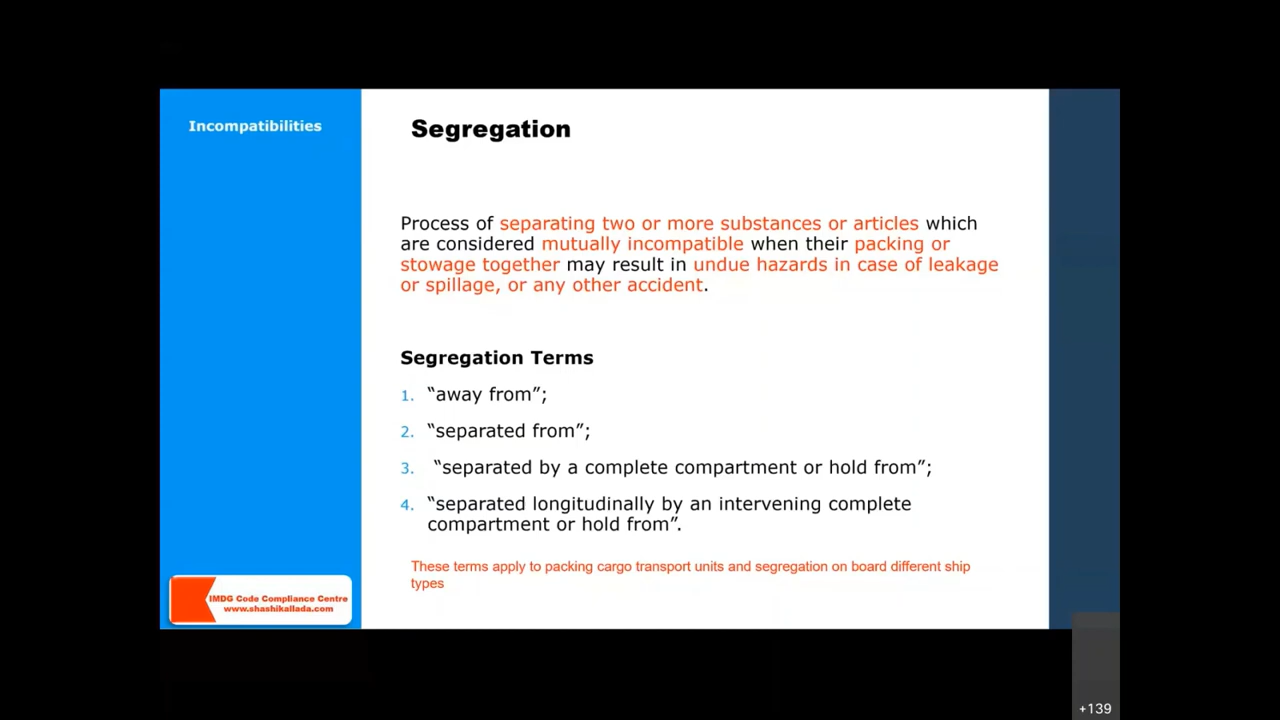 Incompatibilities
Segregation
Process of separating two or more substances or articles which
are considered mutually incompatible when their packing or
stowage together may result in undue hazards in case of leakage
or spillage, or any other accident.
Segregation Terms
1. “away from”;
2. “separated from”;
3. “separated by a complete compartment or hold from”;
4. “separated longitudinally by an intervening complete
compartment or hold from”.
These terms apply to packing cargo transport units and segregation on board different ship
types
IMDG Code Compliance Centre
www.shashikallada.com
+139